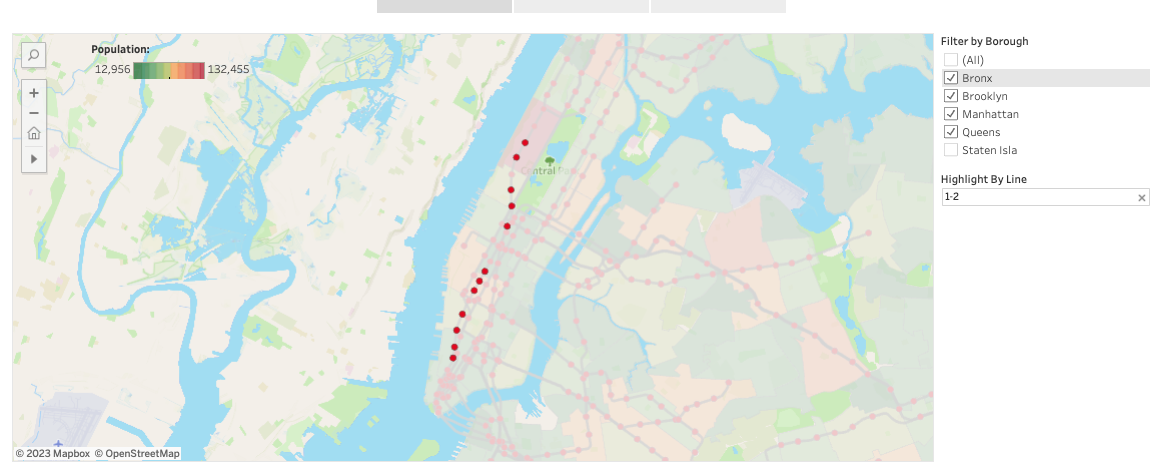 Population:
12,956 132,455
Central
© 2023 Mapbox © OpenStreetMap
Filter by Borough
(All)
Bronx
Brooklyn
Manhattan
Queens
Staten Isla
Highlight By Line
1-2